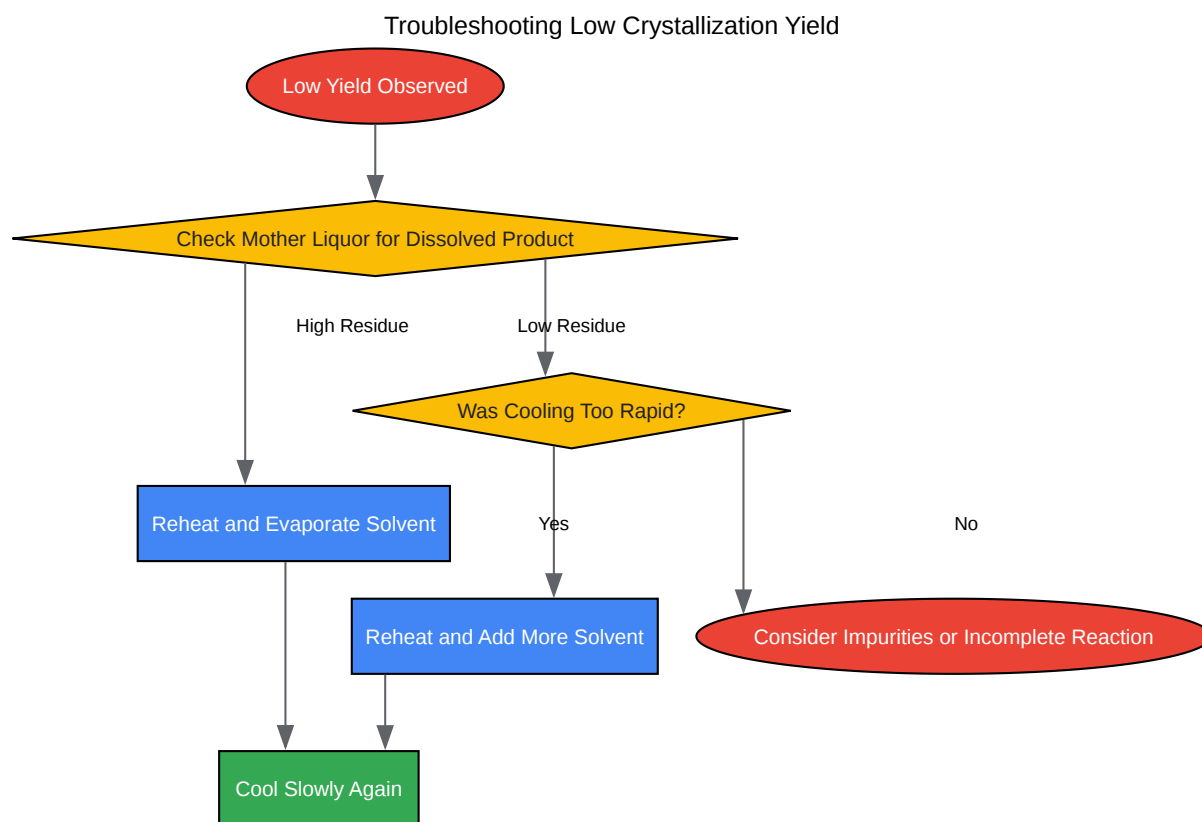 Troubleshooting Low Crystallization Yield
Low Yield Observed
Check Mother Liquor for Dissolved Product
High Residue
Low Residue
Was Cooling Too Rapid?
Reheat and Evaporate Solvent
Yes
No
Reheat and Add More Solvent
Consider Impurities or Incomplete Reaction
Cool Slowly Again